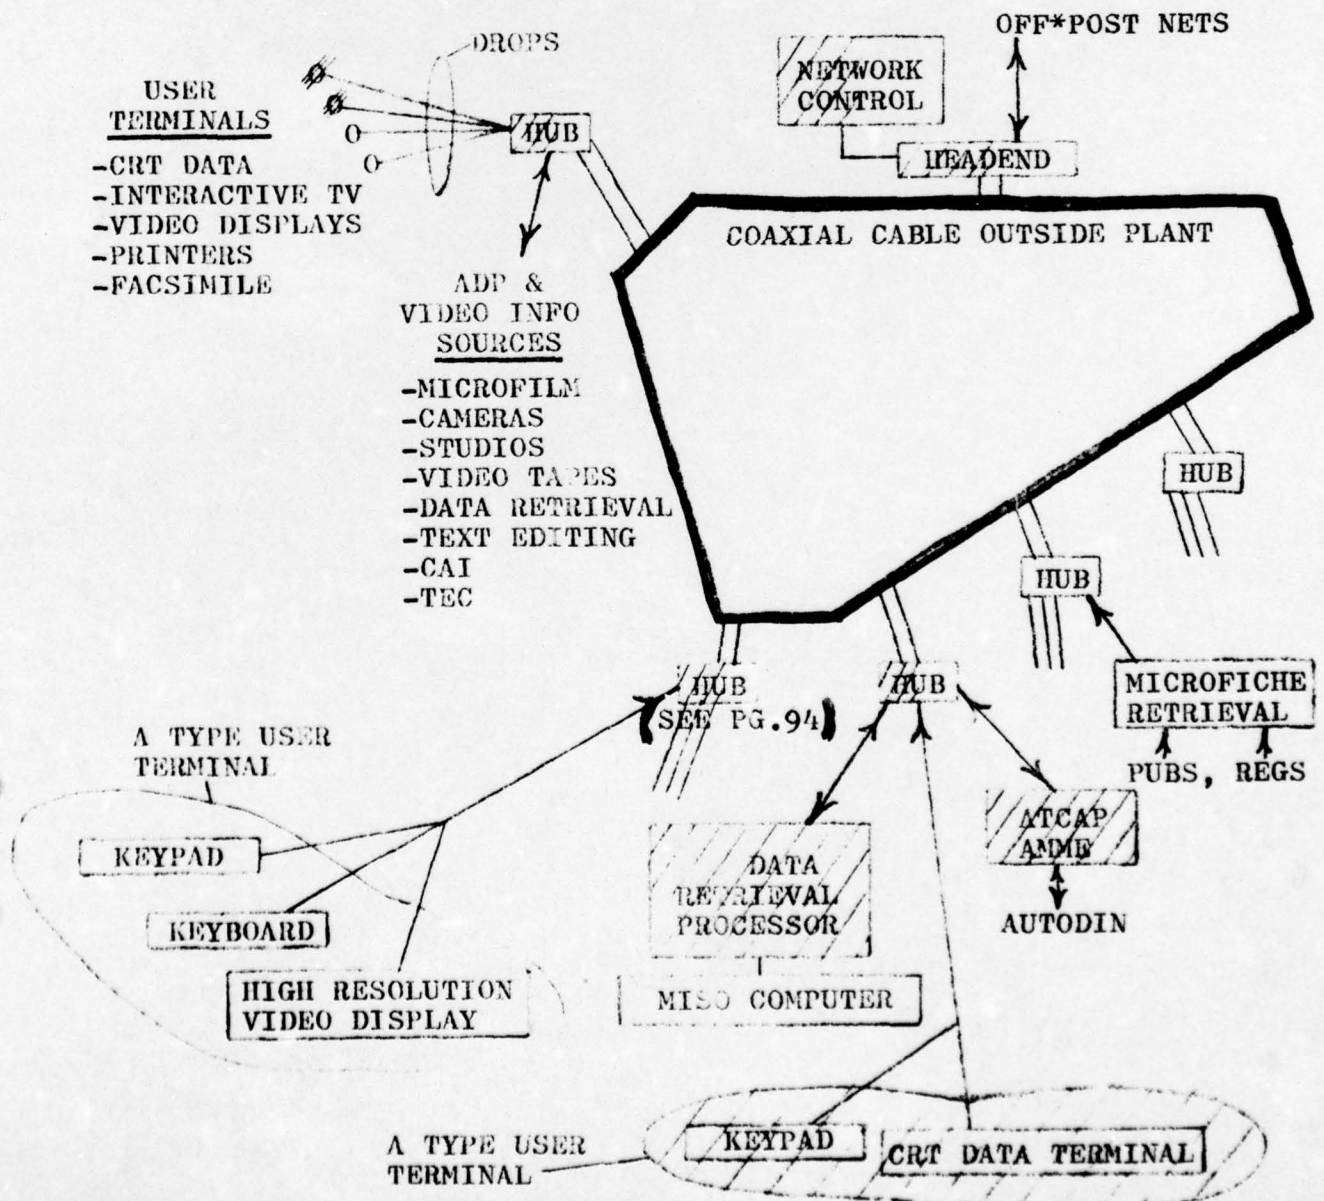 OFF*POST NETS
DROPS
NETWORK
CONTROL
USER
TERMINALS
HUB
HEADEND
-CRT DATA
-INTERACTIVE TV
-VIDEO DISPLAYS
-PRINTERS
-FACSIMILE
COAXIAL CABLE OUTSIDE PLANT
ADP &
VIDEO INFO
SOURCES
-MICROFILM
-CAMERAS
-STUDIOS
-VIDEO TAPES
-DATA RETRIEVAL
-TEXT EDITING
-CAI
-TEC
HUB
HUB
HUB
(SEE PG.94)
HUB
MICROFICHE
RETRIEVAL
PUBS, REGS
A TYPE USER
TERMINAL
KEYPAD
KEYBOARD
HIGH RESOLUTION
VIDEO DISPLAY
DATA
RETRIEVAL
PROCESSOR
MISO COMPUTER
ATCAP
AMME
AUTODIN
A TYPE USER
TERMINAL
KEYPAD
CRT DATA TERMINAL